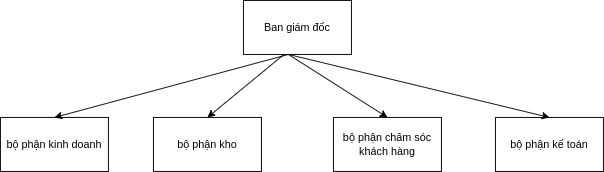 Ban giám đốc
bộ phận kinh doanh
bộ phận kho
bộ phận chăm sóc
khách hàng
bộ phận kế toán